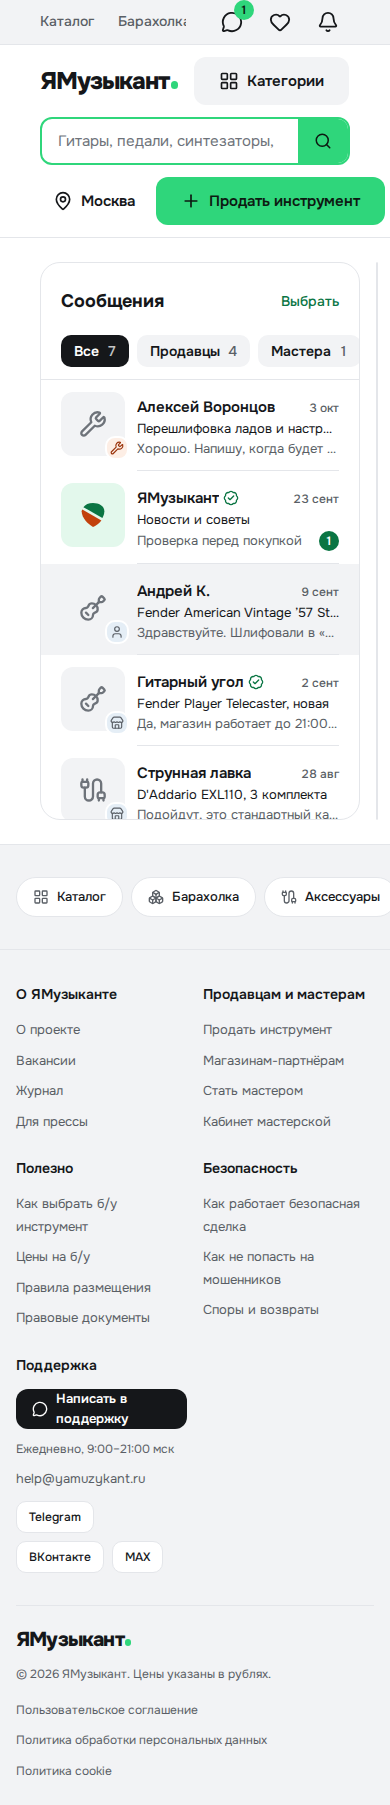 Каталог Барахолка 1
ЯМузыкант. Категории
Гитары, педали, синтезаторы,
Москва Продать инструмент
Сообщения Выбрать
Все 7 Продавцы 4 Мастера 1
Алексей Воронцов 3 окт
Перешлифовка ладов и настр...
Хорошо. Напишу, когда будет ...
ЯМузыкант 23 сент
Новости и советы
Проверка перед покупкой 1
Андрей К. 9 сент
Fender American Vintage '57 St...
Здравствуйте. Шлифовали в «...
Гитарный угол 2 сент
Fender Player Telecaster, новая
Да, магазин работает до 21:00...
Струнная лавка 28 авг
D'Addario EXL110, 3 комплекта
Подойдут, это стандартный ка...
Каталог Барахолка Аксессуары
О ЯМузыканте
О проекте
Вакансии
Журнал
Для прессы
Продавцам и мастерам
Продать инструмент
Магазинам-партнёрам
Стать мастером
Кабинет мастерской
Полезно
Как выбрать б/у
инструмент
Цены на б/у
Правила размещения
Правовые документы
Безопасность
Как работает безопасная
сделка
Как не попасть на
мошенников
Споры и возвраты
Поддержка
Написать в
поддержку
Ежедневно, 9:00–21:00 мск
help@yamuzykant.ru
Telegram
ВКонтакте MAX
ЯМузыкант.
© 2026 ЯМузыкант. Цены указаны в рублях.
Пользовательское соглашение
Политика обработки персональных данных
Политика cookie